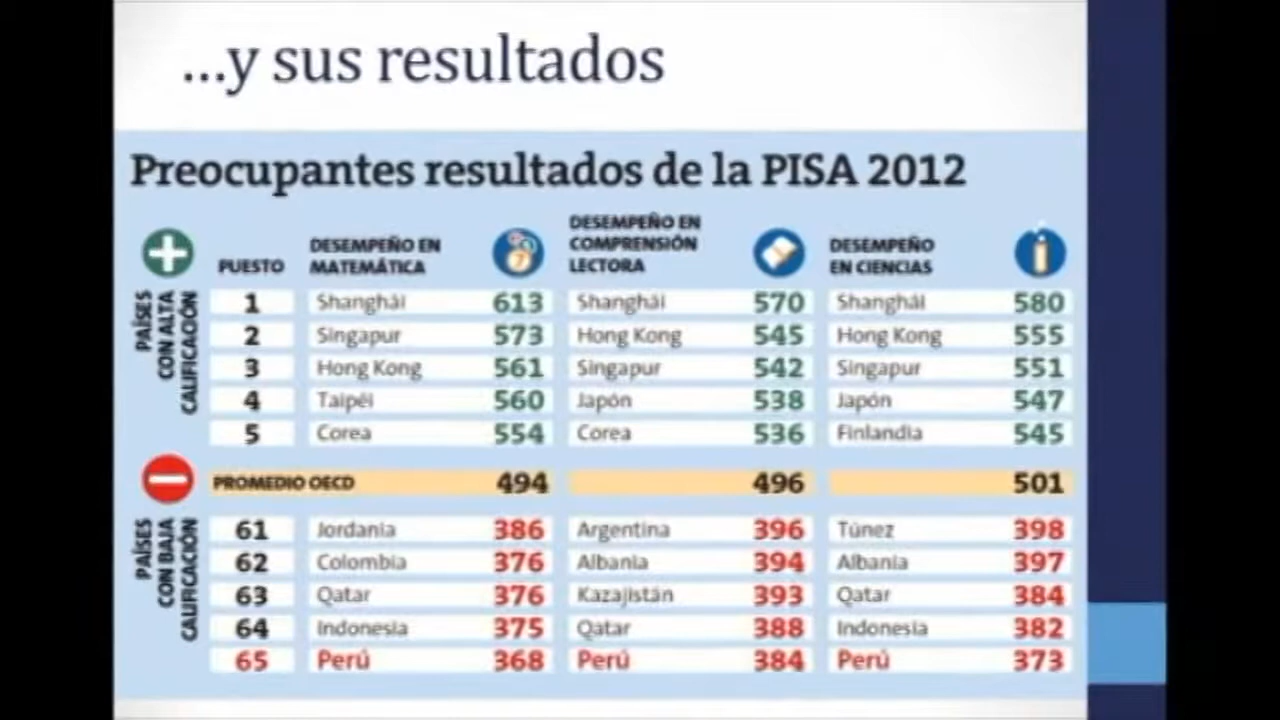 ...y sus resultados
Preocupantes resultados de la PISA 2012
PUESTO DESEMPEÑO EN MATEMÁTICA DESEMPEÑO EN COMPRENSIÓN LECTORA DESEMPEÑO EN CIENCIAS
PAÍSES CON ALTA CALIFICACIÓN
1 Shanghái 613 Shanghái 570 Shanghái 580
2 Singapur 573 Hong Kong 545 Hong Kong 555
3 Hong Kong 561 Singapur 542 Singapur 551
4 Taipéi 560 Japón 538 Japón 547
5 Corea 554 Corea 536 Finlandia 545
PROMEDIO OECD 494 496 501
PAÍSES CON BAJA CALIFICACIÓN
61 Jordania 386 Argentina 396 Túnez 398
62 Colombia 376 Albania 394 Albania 397
63 Qatar 376 Kazajistán 393 Qatar 384
64 Indonesia 375 Qatar 388 Indonesia 382
65 Perú 368 Perú 384 Perú 373